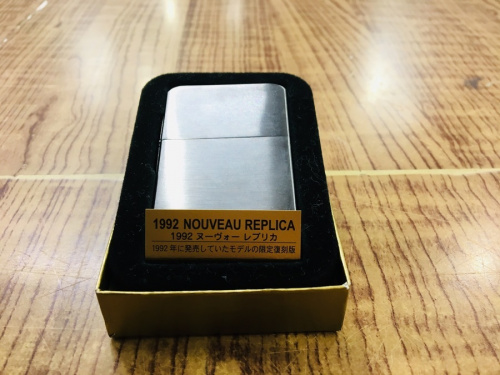 1992 NOUVEAU REPLICA
1992 ヌーヴォー レプリカ
1992年に発売していたモデルの限定復刻版